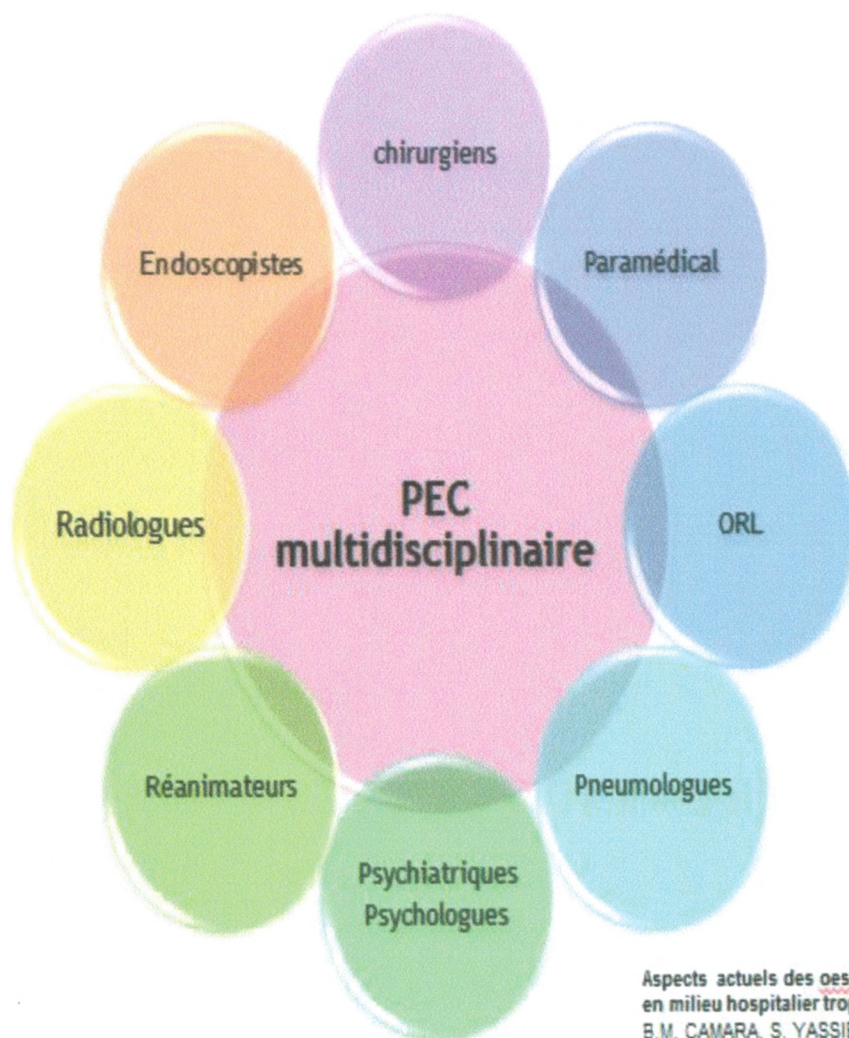 chirurgiens
Paramédical
ORL
Pneumologues
Psychiatriques
Psychologues
Réanimateurs
Radiologues
Endoscopistes
PEC
multidisciplinaire
Aspects actuels des
en milieu hospitalier
B.M. CAMARA, S.